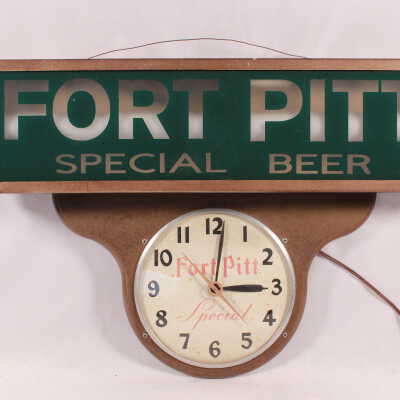 FORT PITT
SPECIAL BEER
12
11 1
10 2
Fort Pitt
9 3
Special
8 4
7 5
6